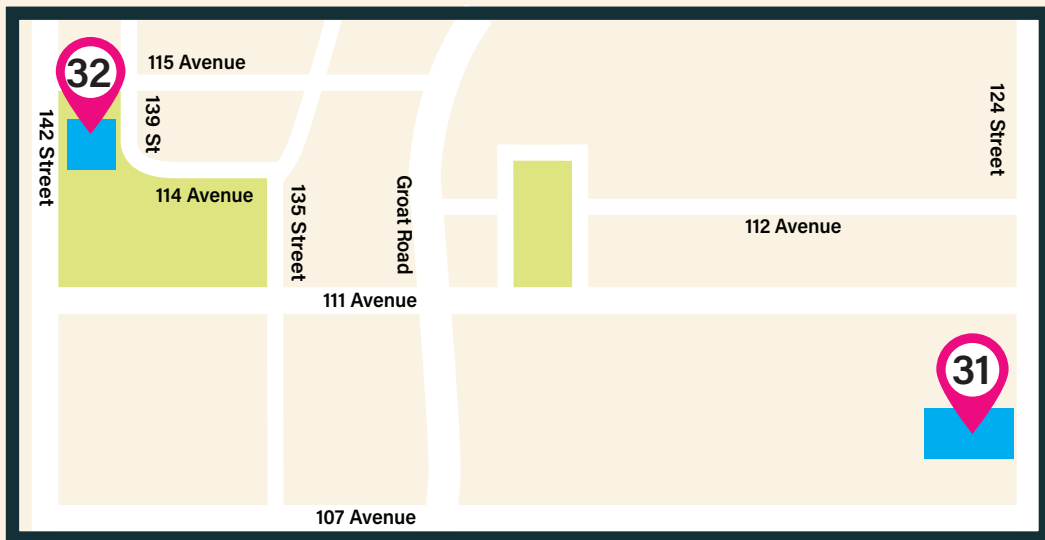 115 Avenue
32
139 St
142 Street
124 Street
114 Avenue
135 Street
Groat Road
112 Avenue
111 Avenue
31
107 Avenue